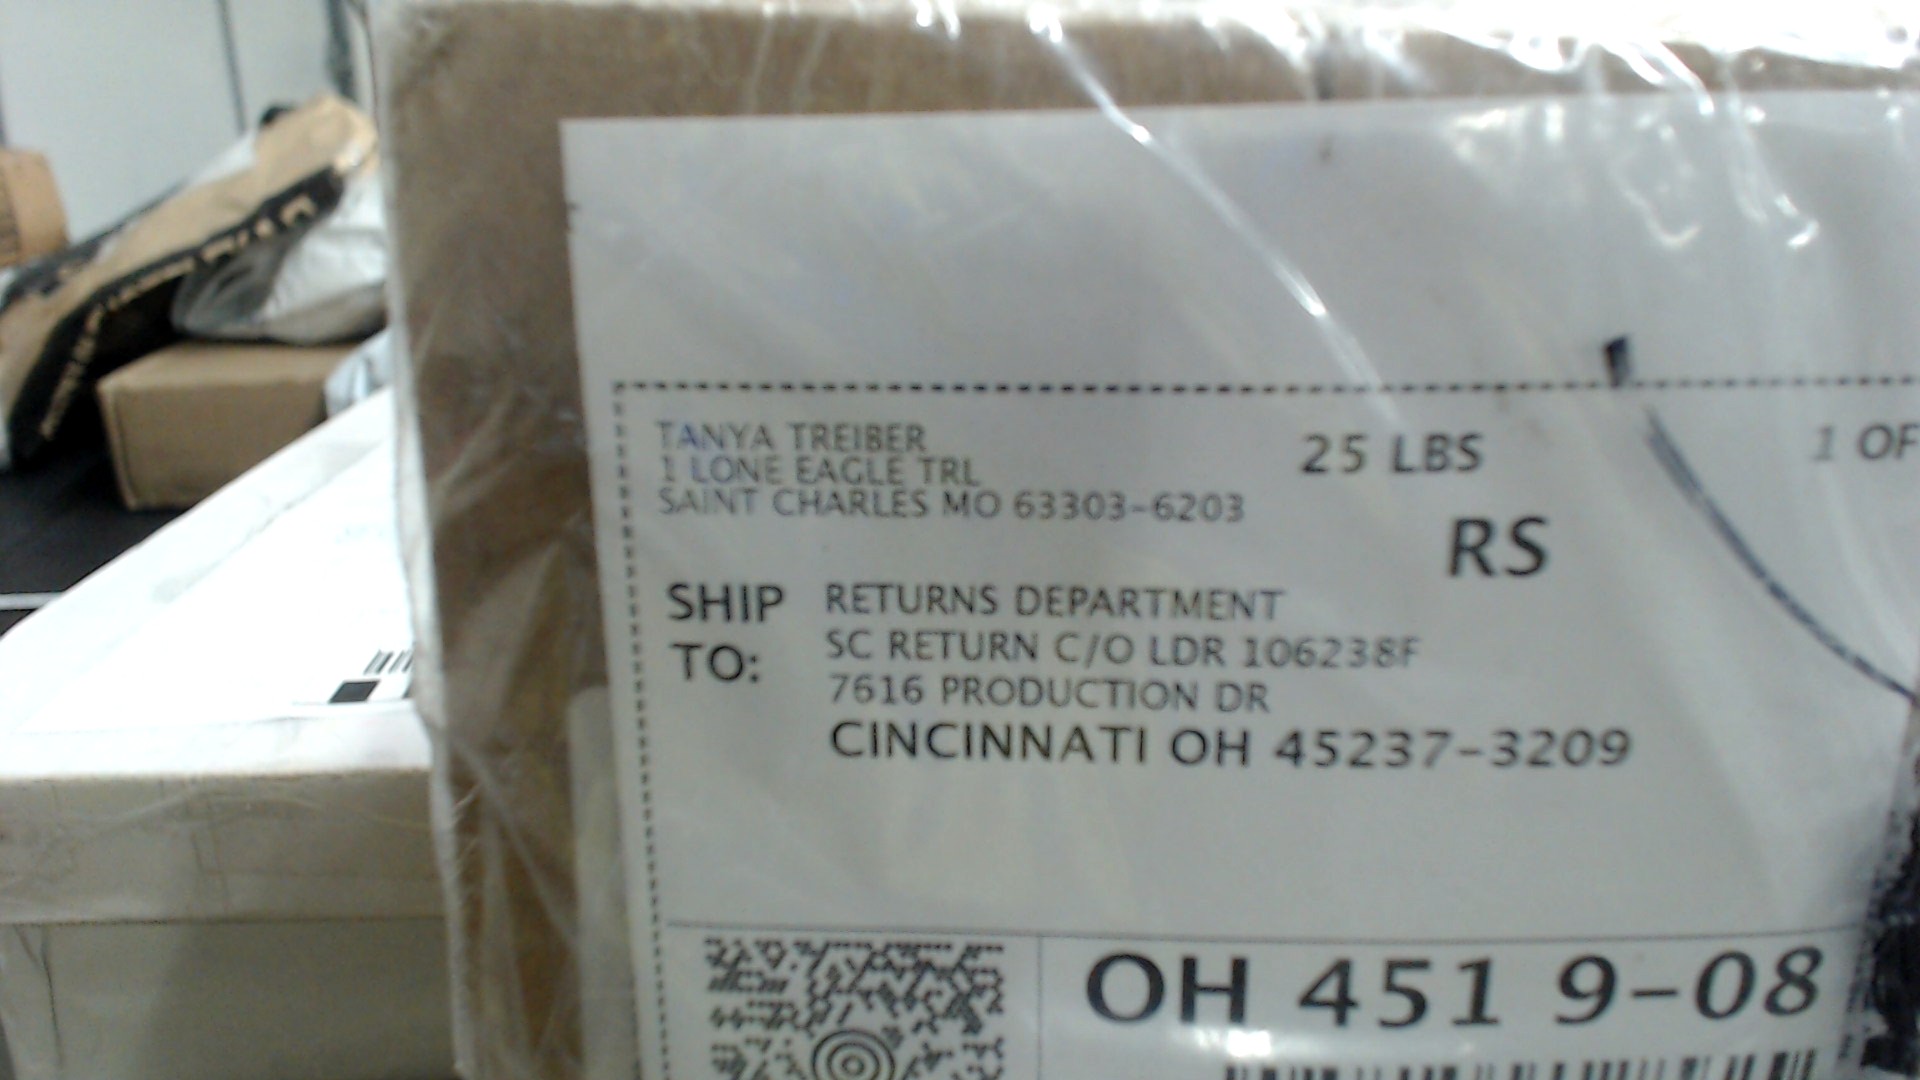 TANYA TREIBER
1 LONE EAGLE TRL
SAINT CHARLES MO 63303-6203
25 LBS
1 OF
RS
SHIP TO:
RETURNS DEPARTMENT
SC RETURN C/O LDR 106238F
7616 PRODUCTION DR
CINCINNATI OH 45237-3209
OH 451 9-08